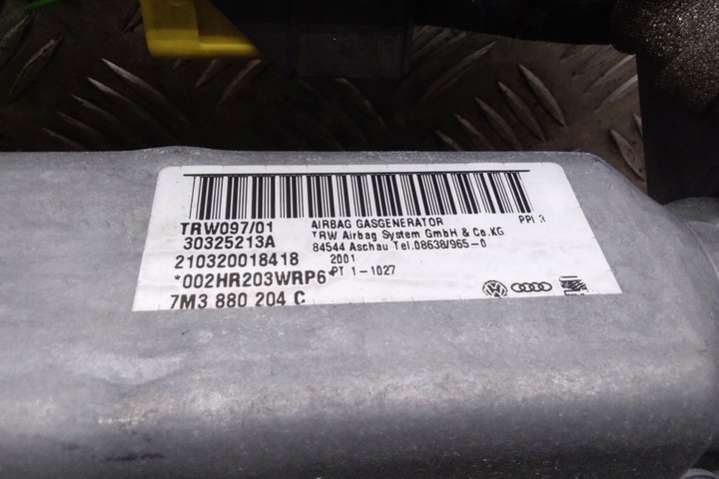 TRW097/01
30325213A
210320018418
*002HR203WRP6*
7M3 880 204 C
AIRBAG GASGENERATOR
TRW Airbag System GmbH & Co.KG
84544 Aschau Tel.08638/965-0
2001
PT 1-1027
PPI 3